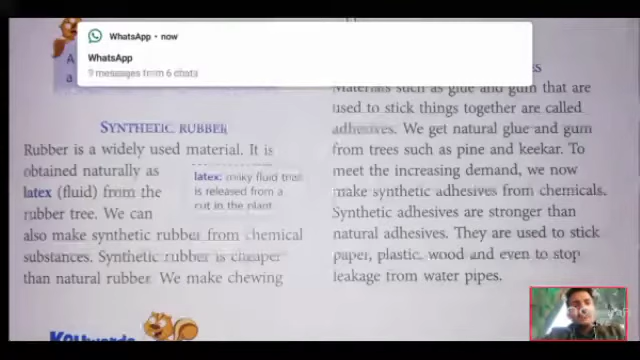 WhatsApp • now
WhatsApp
9 messages from 6 chats
A
a
SYNTHETIC RUBBER
Rubber is a widely used material. It is
obtained naturally as
latex (fluid) from the
rubber tree. We can
also make synthetic rubber from chemical
substances. Synthetic rubber is cheaper
than natural rubber. We make chewing
latex: milky fluid that
is released from a
cut in the plant
Keywords
Materials such as glue and gum that are
used to stick things together are called
adhesives. We get natural glue and gum
from trees such as pine and keekar. To
meet the increasing demand, we now
make synthetic adhesives from chemicals.
Synthetic adhesives are stronger than
natural adhesives. They are used to stick
paper, plastic, wood and even to stop
leakage from water pipes.